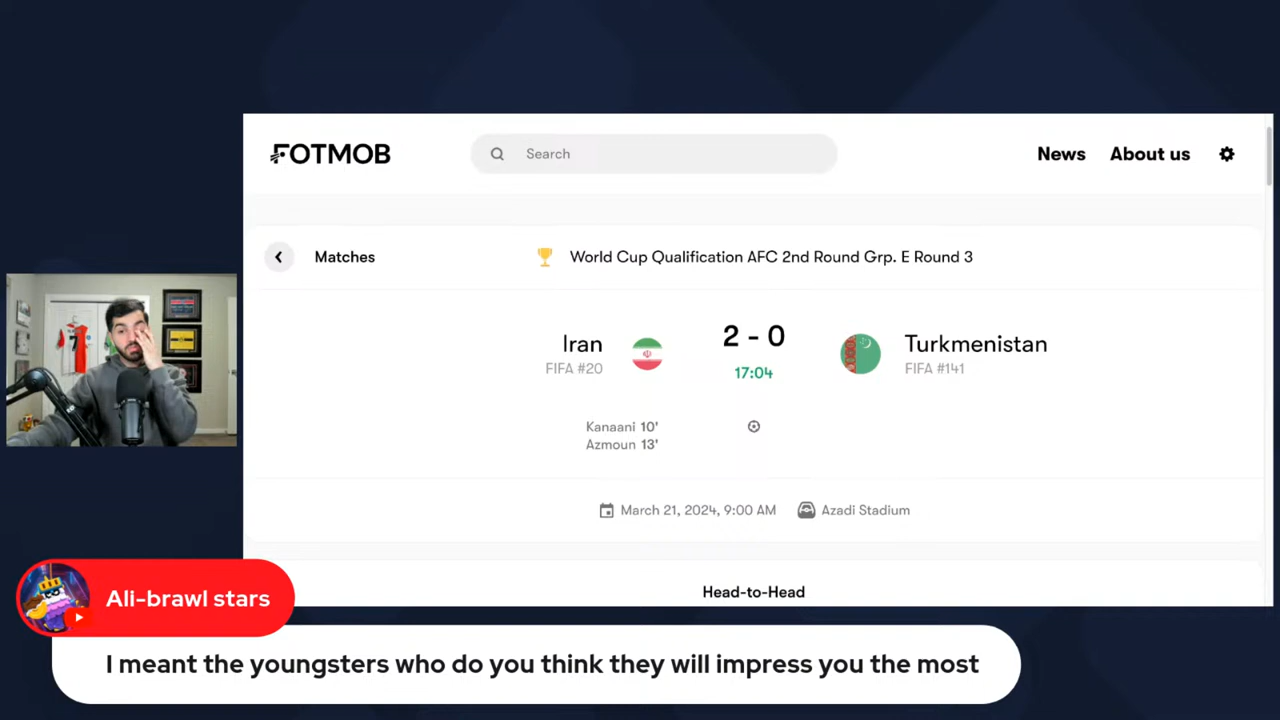 FOTMOB
Search
News
About us
Matches
World Cup Qualification AFC 2nd Round Grp. E Round 3
Iran
FIFA #20
2 - 0
17:04
Turkmenistan
FIFA #141
Kanaani 10'
Azmoun 13'
March 21, 2024, 9:00 AM
Azadi Stadium
Head-to-Head
Ali-brawl stars
I meant the youngsters who do you think they will impress you the most